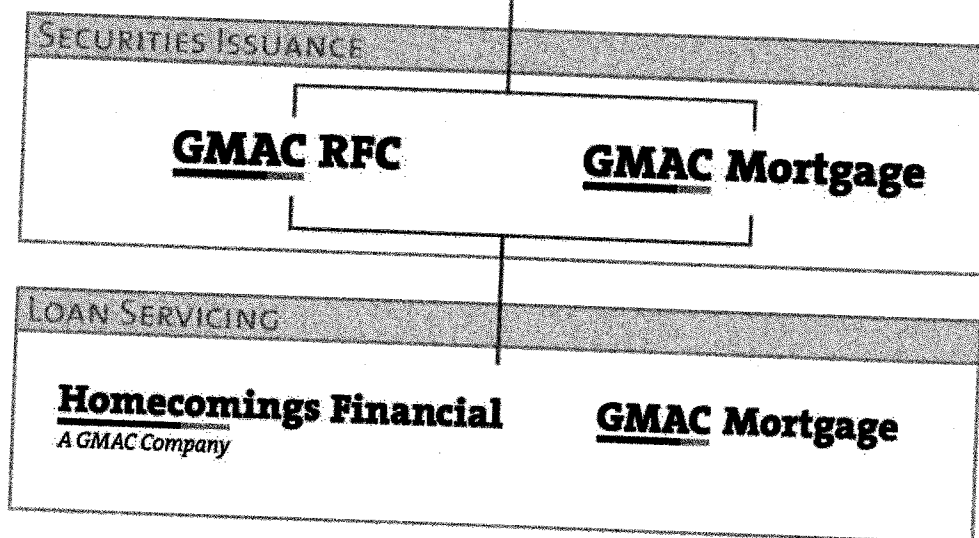 SECURITIES ISSUANCE
GMAC RFC
GMAC Mortgage
LOAN SERVICING
Homecomings Financial
GMAC Mortgage
A GMAC Company